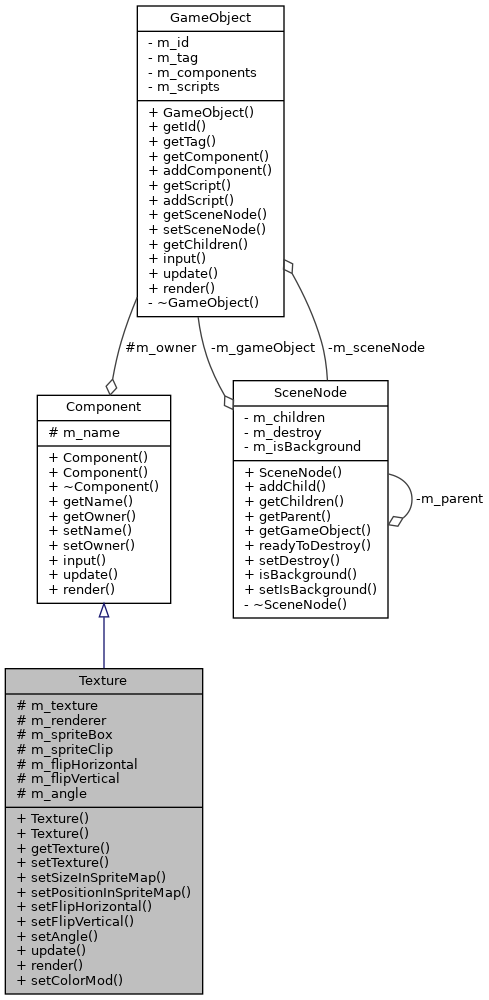 GameObject
- m_id
- m_tag
- m_components
- m_scripts
+ GameObject()
+ getId()
+ getTag()
+ getComponent()
+ addComponent()
+ getScript()
+ addScript()
+ getSceneNode()
+ setSceneNode()
+ getChildren()
+ input()
+ update()
+ render()
- ~GameObject()
#m_owner
-m_gameObject
-m_sceneNode
Component
# m_name
+ Component()
+ Component()
+ ~Component()
+ getName()
+ getOwner()
+ setName()
+ setOwner()
+ input()
+ update()
+ render()
SceneNode
- m_children
- m_destroy
- m_isBackground
+ SceneNode()
+ addChild()
+ getChildren()
+ getParent()
+ getGameObject()
+ readyToDestroy()
+ setDestroy()
+ isBackground()
+ setIsBackground()
- ~SceneNode()
-m_parent
Texture
# m_texture
# m_renderer
# m_spriteBox
# m_spriteClip
# m_flipHorizontal
# m_flipVertical
# m_angle
+ Texture()
+ Texture()
+ getTexture()
+ setTexture()
+ setSizeInSpriteMap()
+ setPositionInSpriteMap()
+ setFlipHorizontal()
+ setFlipVertical()
+ setAngle()
+ update()
+ render()
+ setColorMod()